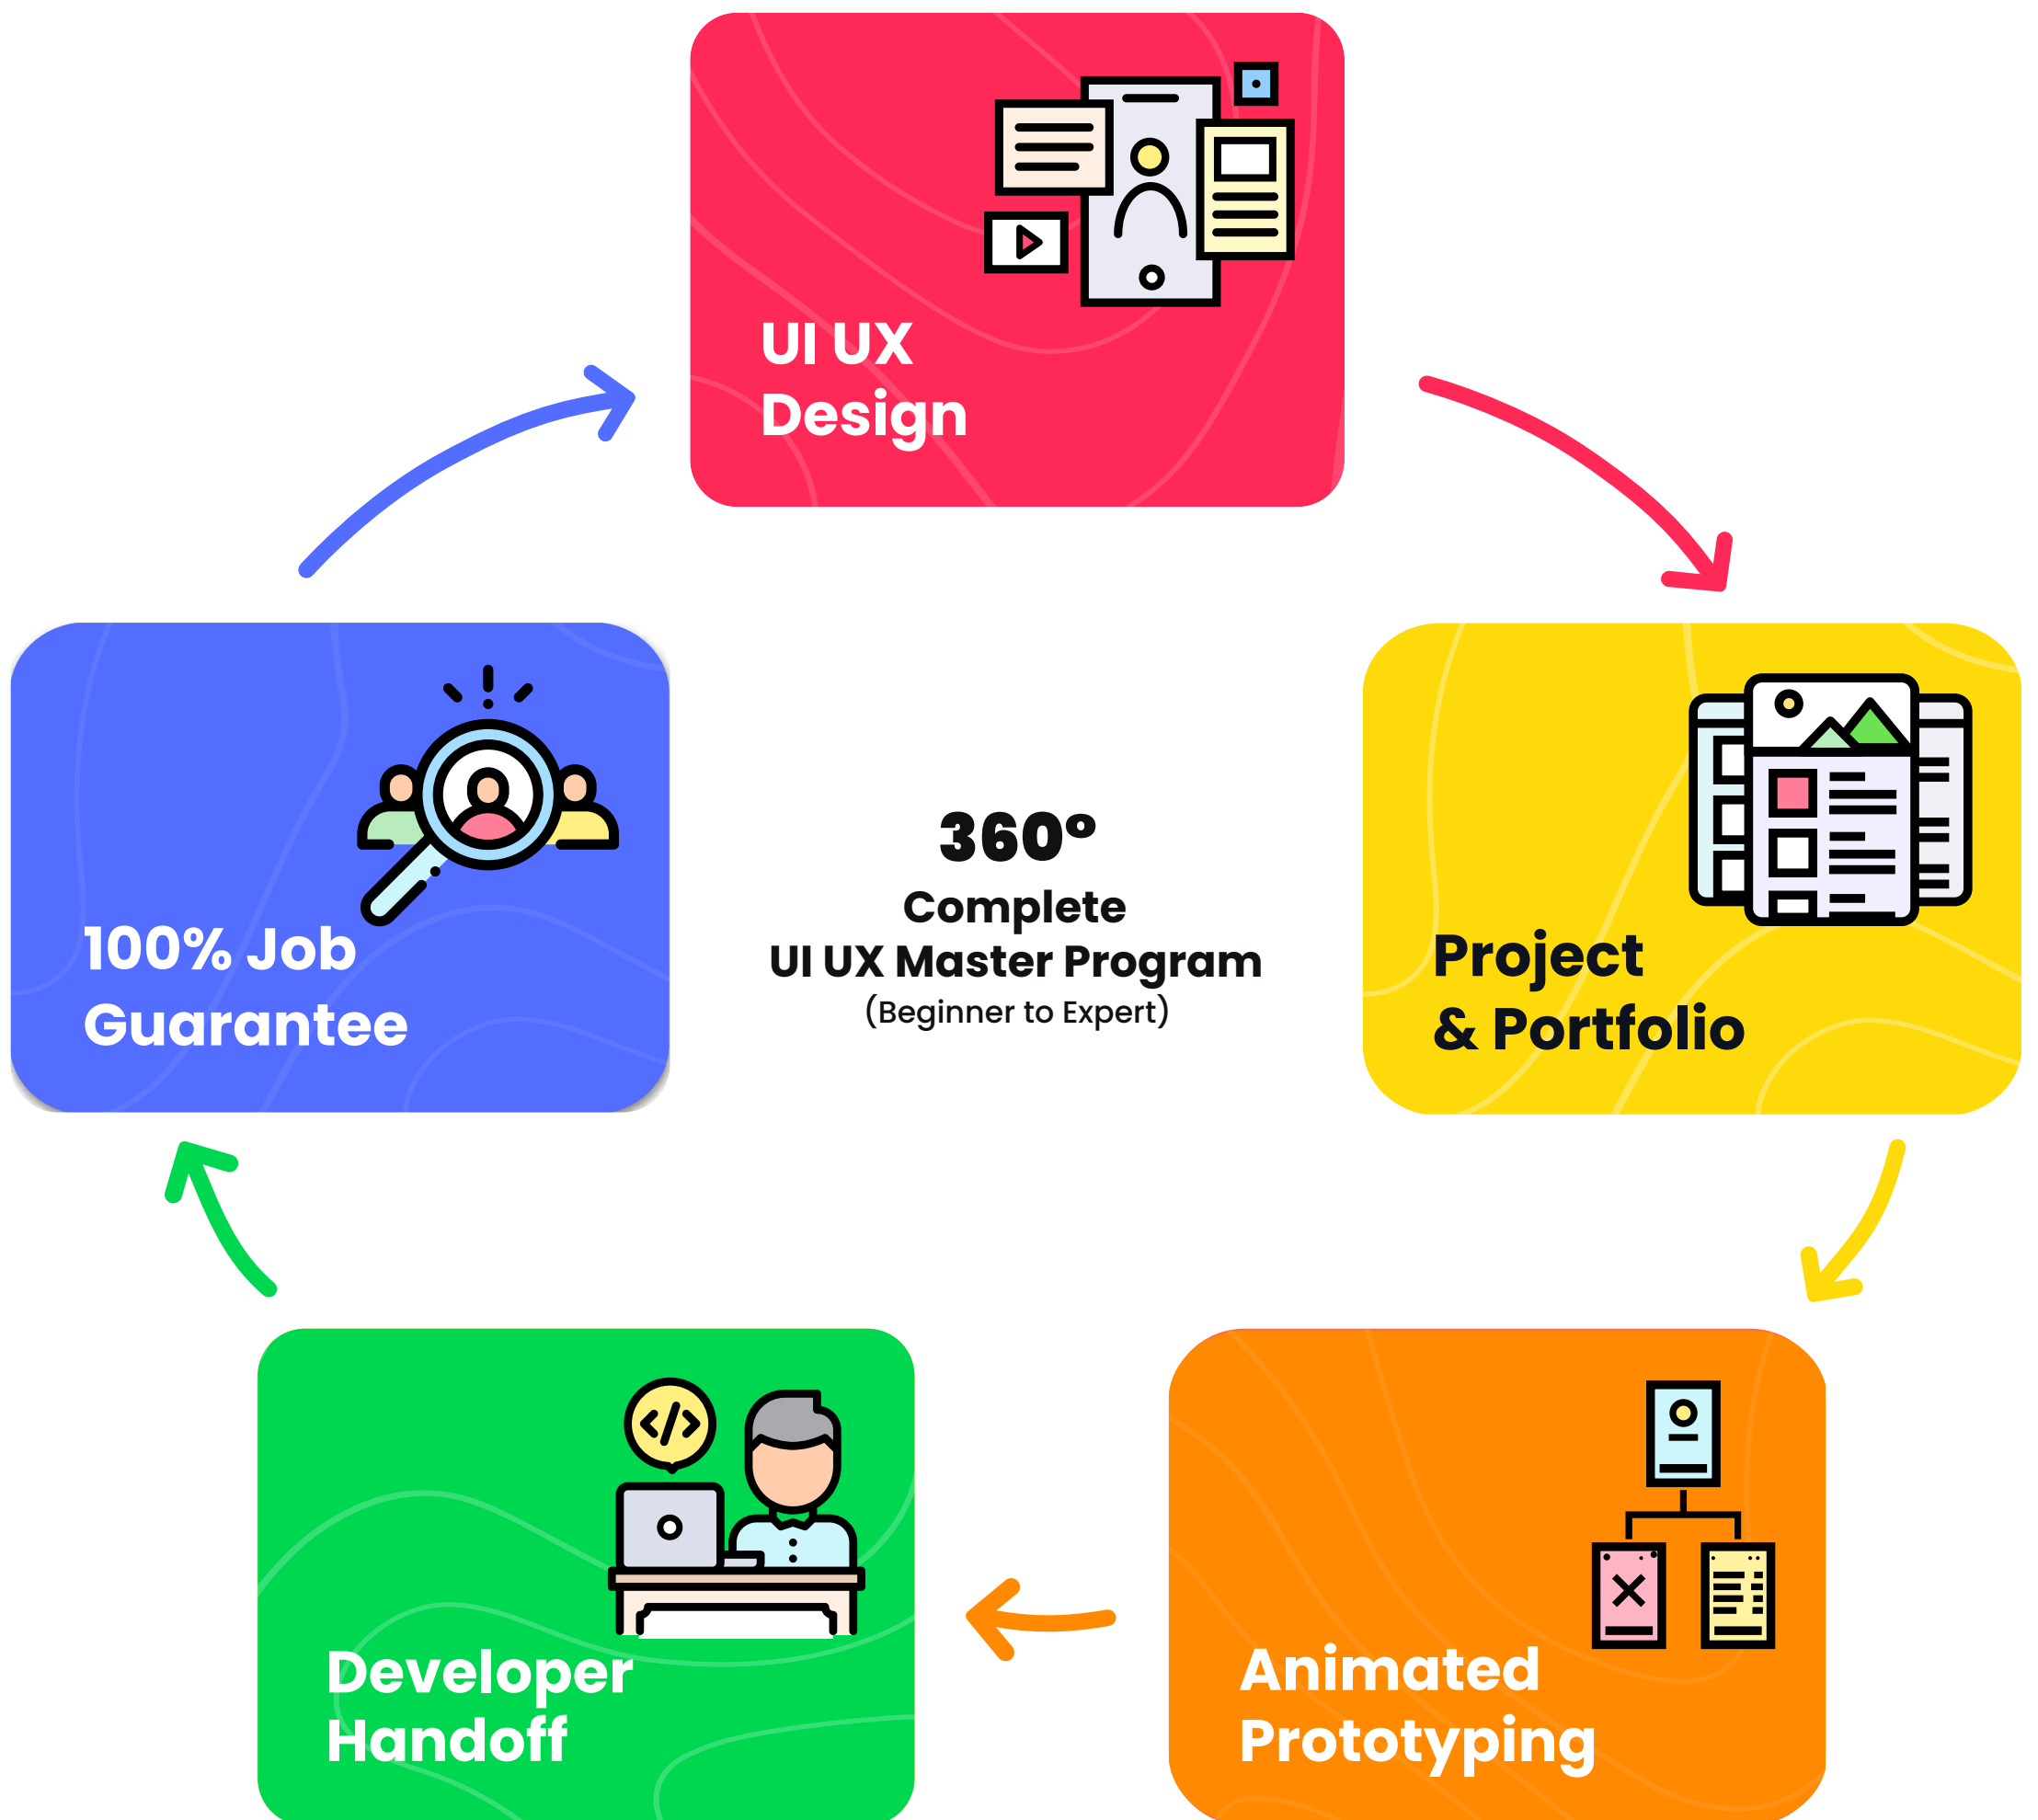 UI UX
Design
100% Job
Guarantee
360°
Complete
UI UX Master Program
(Beginner to Expert)
Project
& Portfolio
Developer
Handoff
Animated
Prototyping